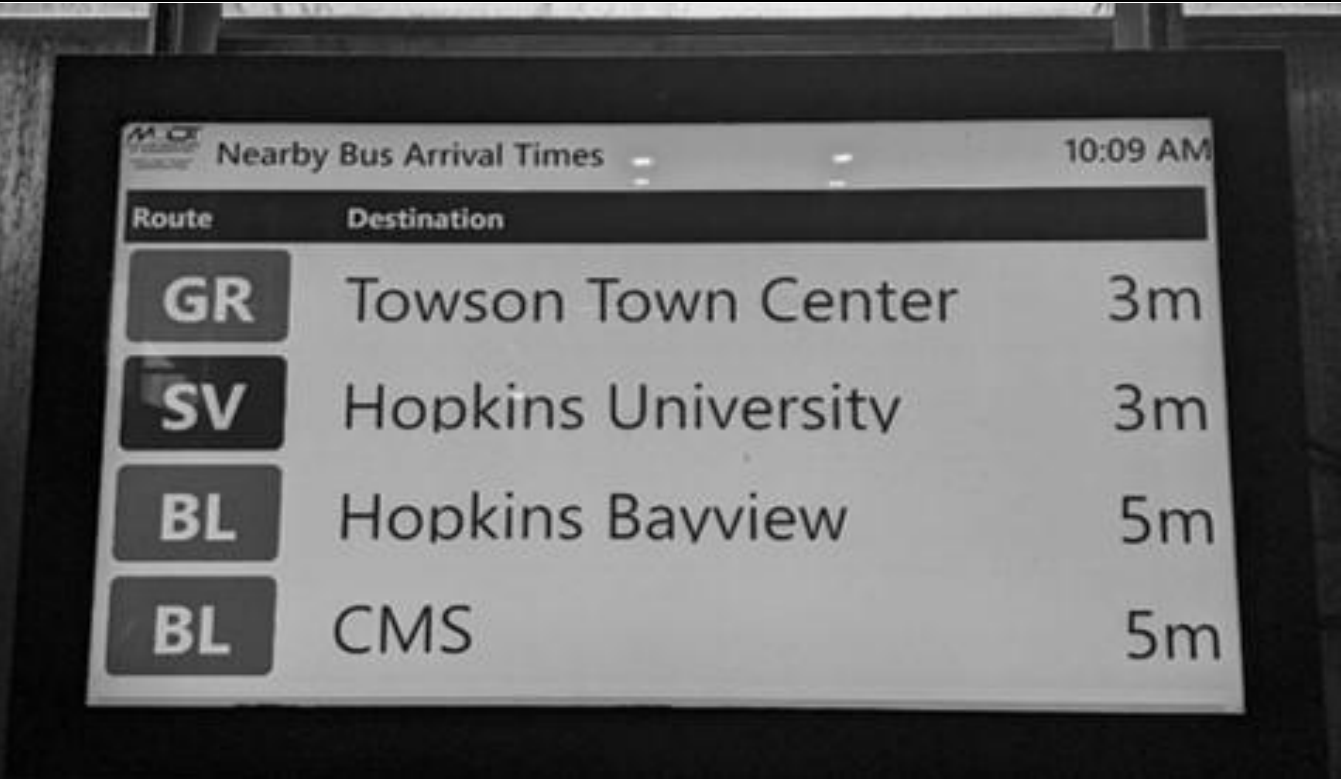 Nearby Bus Arrival Times 10:09 AM
Route Destination
GR Towson Town Center 3m
SV Hopkins University 3m
BL Hopkins Bayview 5m
BL CMS 5m